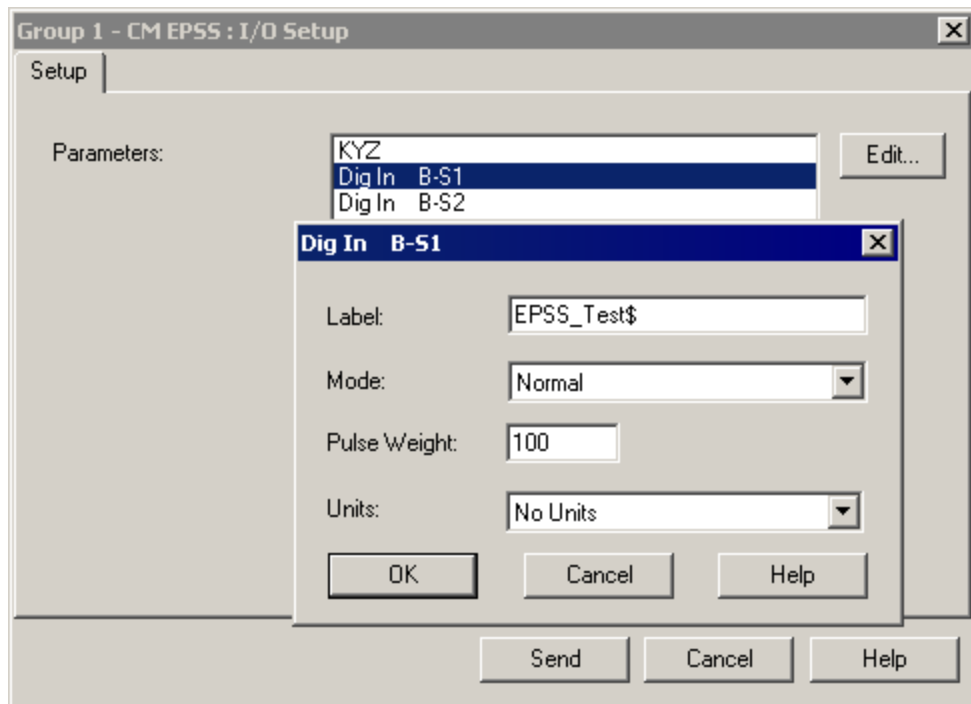 Group 1 - CM EPSS : I/O Setup
Setup
Parameters:
KYZ
Dig In B-S1
Dig In B-S2
Edit...
Dig In B-S1
Label:
EPSS_Test$
Mode:
Normal
Pulse Weight:
100
Units:
No Units
OK Cancel Help
Send Cancel Help